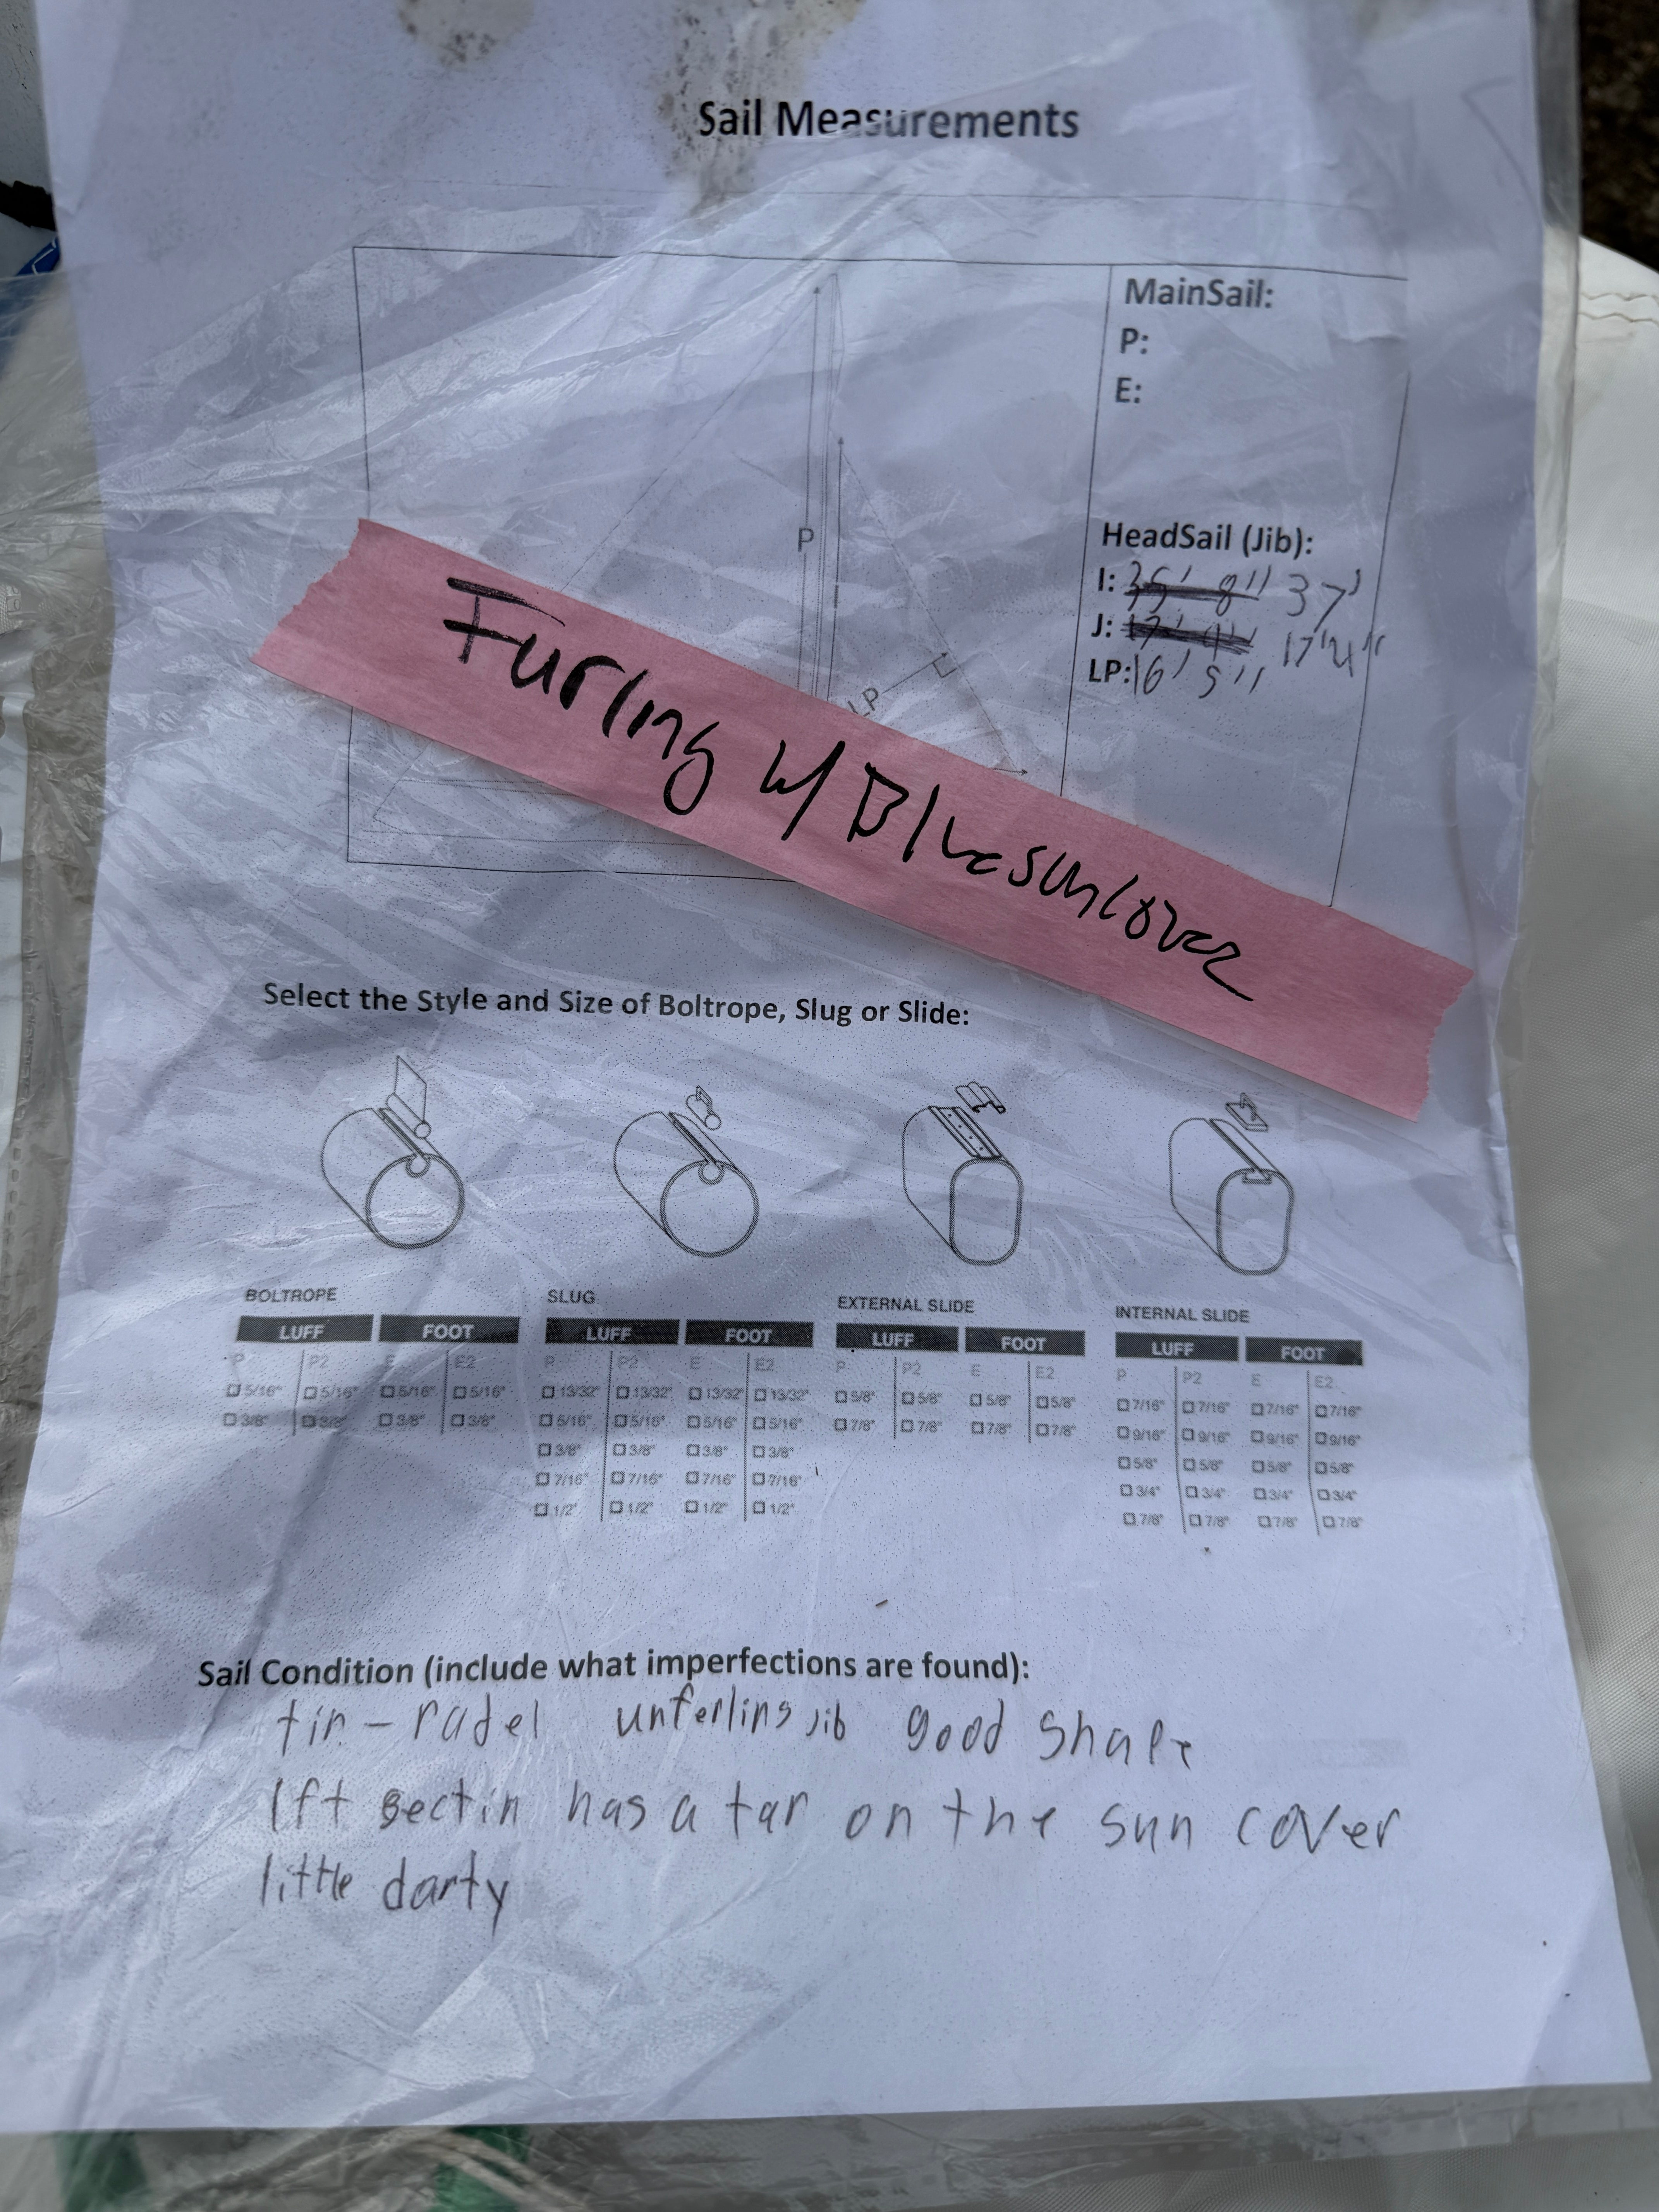 Sail Measurements
MainSail:
P:
E:
P
I
LP
HeadSail (Jib):
I: 35' 8" 37'
J: 17' 4" 17'4"
LP: 16' 5"
Furling w/ Blue suncover
Select the Style and Size of Boltrope, Slug or Slide:
BOLTROPE
LUFF FOOT
P P2 E E2
5/16" 5/16" 5/16" 5/16"
3/8" 3/8" 3/8" 3/8"
SLUG
LUFF FOOT
P P2 E E2
13/32" 13/32" 13/32" 13/32"
5/16" 5/16" 5/16" 5/16"
3/8" 3/8" 3/8" 3/8"
7/16" 7/16" 7/16" 7/16"
1/2" 1/2" 1/2" 1/2"
EXTERNAL SLIDE
LUFF FOOT
P P2 E E2
5/8" 5/8" 5/8" 5/8"
7/8" 7/8" 7/8" 7/8"
INTERNAL SLIDE
LUFF FOOT
P P2 E E2
7/16" 7/16" 7/16" 7/16"
9/16" 9/16" 9/16" 9/16"
5/8" 5/8" 5/8" 5/8"
3/4" 3/4" 3/4" 3/4"
7/8" 7/8" 7/8" 7/8"
Sail Condition (include what imperfections are found):
tir-radel unferling jib good shape
1ft sectin has a tar on the sun cover
little darty